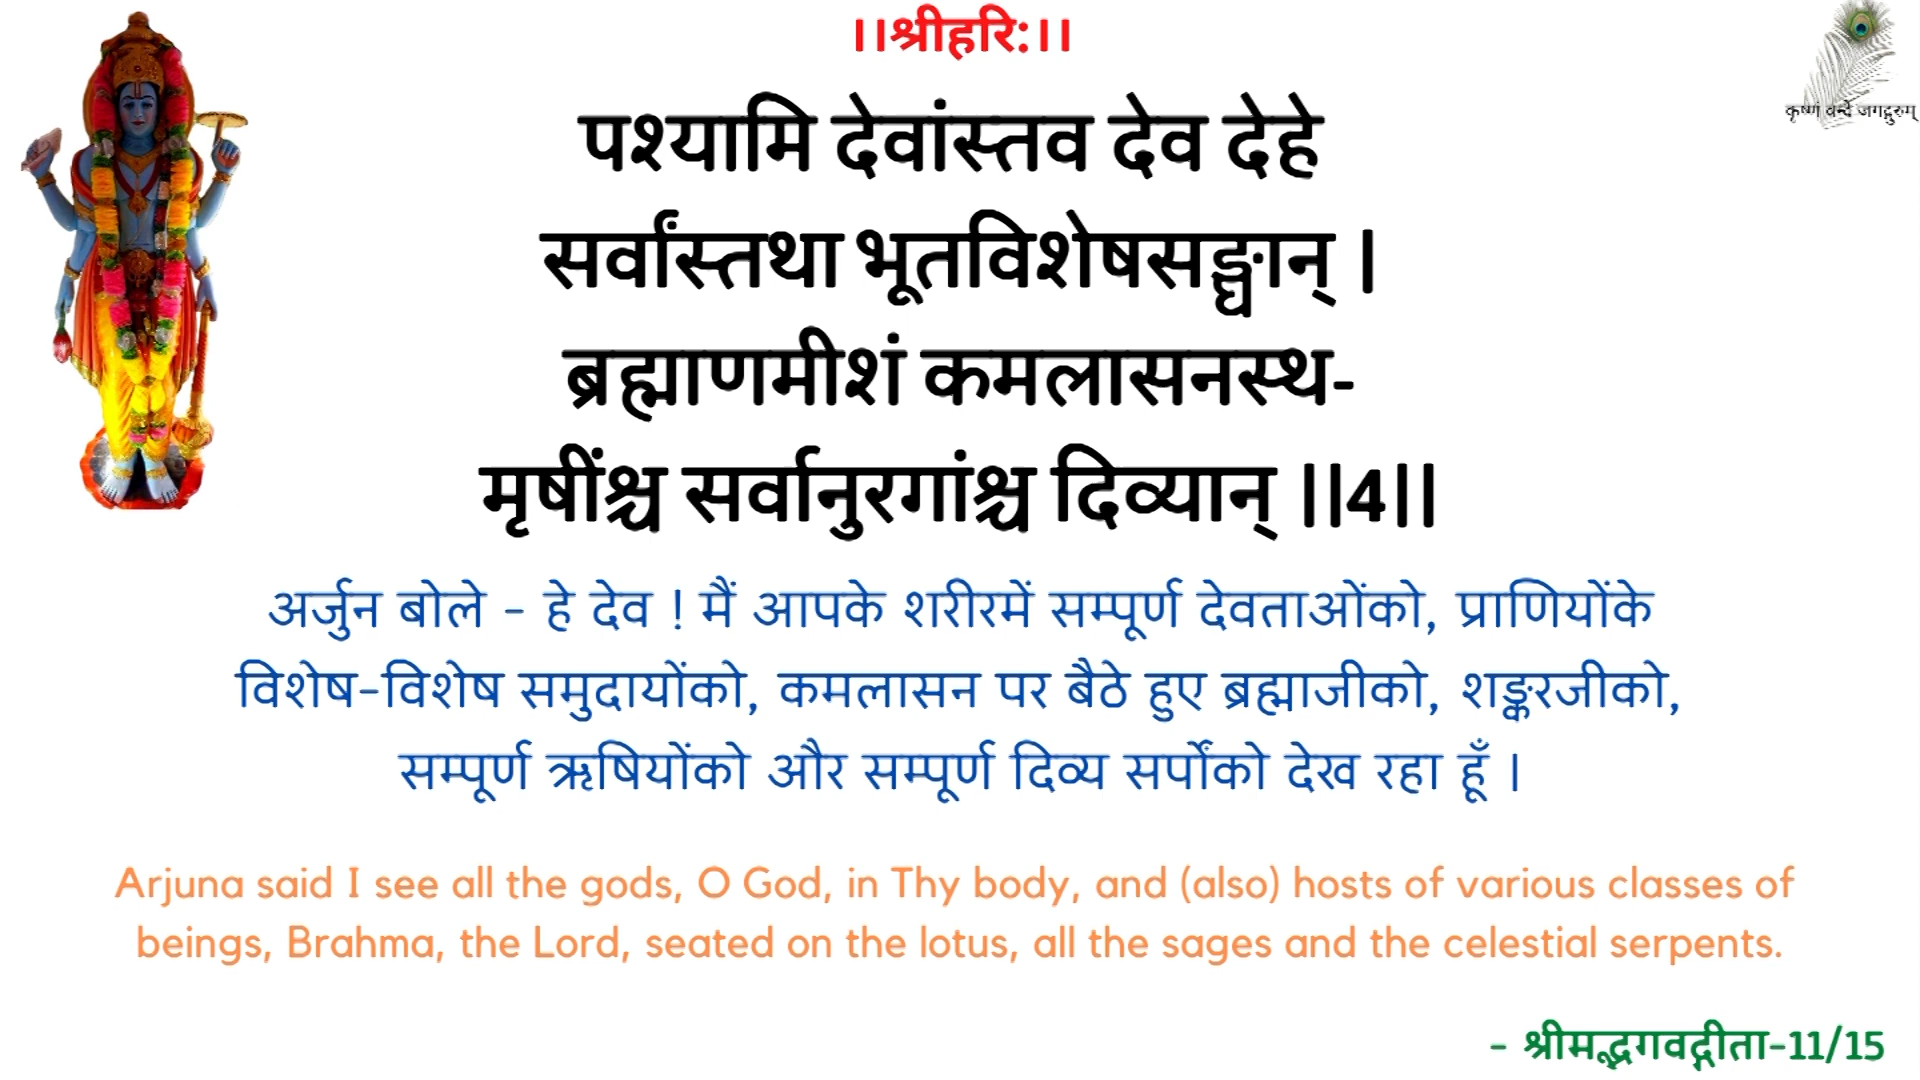 ।।श्रीहरि:।।
कृष्णं वन्दे जगद्गुरुम्
पश्यामि देवांस्तव देव देहे
सर्वांस्तथा भूतविशेषसङ्घान् |
ब्रह्माणमीशं कमलासनस्थ-
मृषींश्च सर्वानुरगांश्च दिव्यान् ||4||
अर्जुन बोले - हे देव ! मैं आपके शरीरमें सम्पूर्ण देवताओंको, प्राणियोंके
विशेष-विशेष समुदायोंको, कमलासन पर बैठे हुए ब्रह्माजीको, शङ्करजीको,
सम्पूर्ण ऋषियोंको और सम्पूर्ण दिव्य सर्पोंको देख रहा हूँ ।
Arjuna said I see all the gods, O God, in Thy body, and (also) hosts of various classes of
beings, Brahma, the Lord, seated on the lotus, all the sages and the celestial serpents.
- श्रीमद्भगवद्गीता-11/15